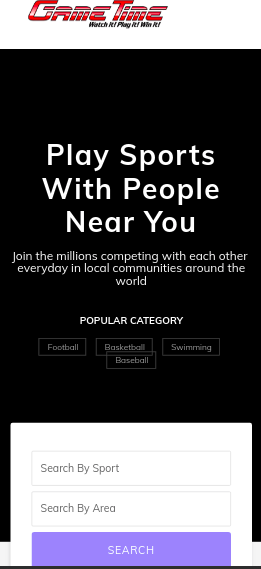 GAME TIME
Watch It! Play It! Win It!
Play Sports
With People
Near You
Join the millions competing with each other
everyday in local communities around the
world
POPULAR CATEGORY
Football Basketball Swimming
Baseball
Search By Sport
Search By Area
SEARCH